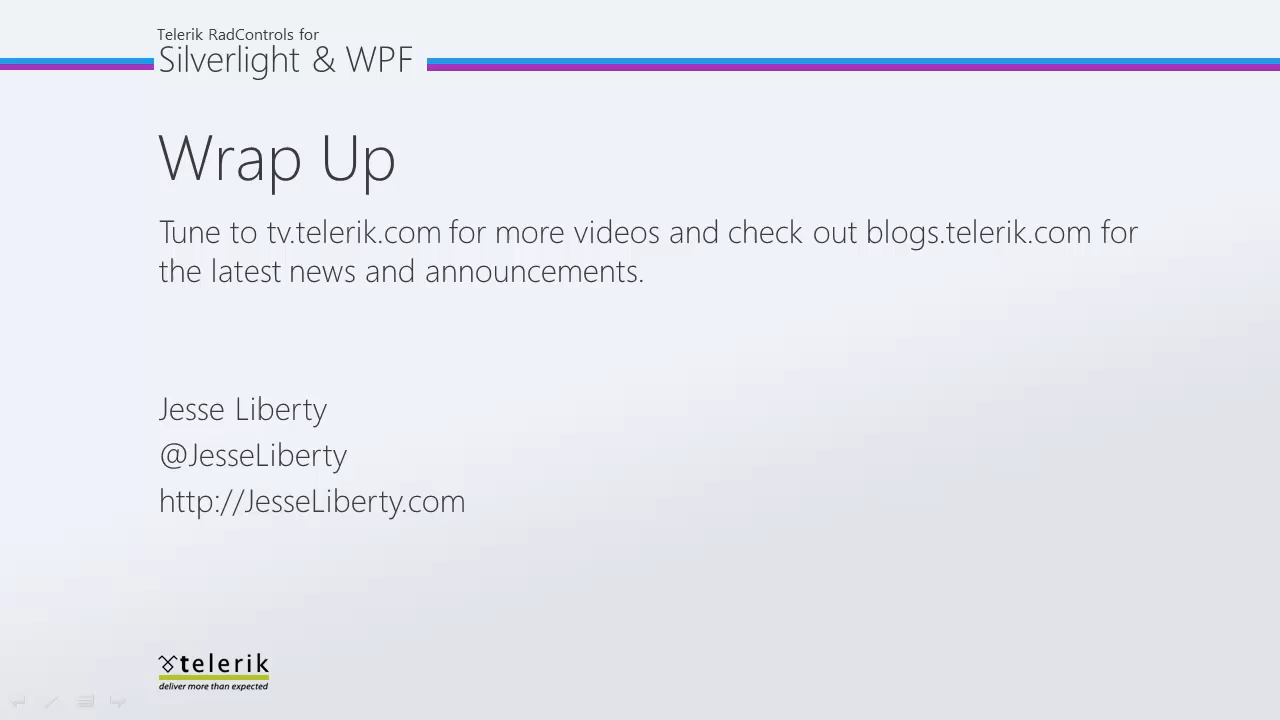 Telerik RadControls for
Silverlight & WPF
Wrap Up
Tune to tv.telerik.com for more videos and check out blogs.telerik.com for
the latest news and announcements.
Jesse Liberty
@JesseLiberty
http://JesseLiberty.com
telerik
deliver more than expected